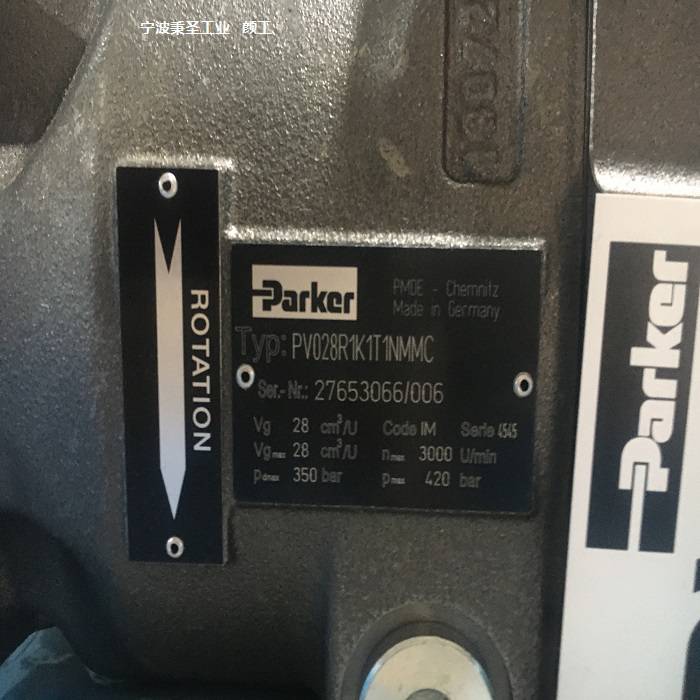 宁波秉圣工业 颜工
ROTATION
Parker
PMDE - Chemnitz
Made in Germany
Typ: PV028R1K1T1NMMC
Ser.-Nr.: 27653066/006
Vg 28 cm³/U Code IM Serie 4545
Vgmax 28 cm³/U nmax 3000 U/min
pdmax 350 bar pmax 420 bar
Parker